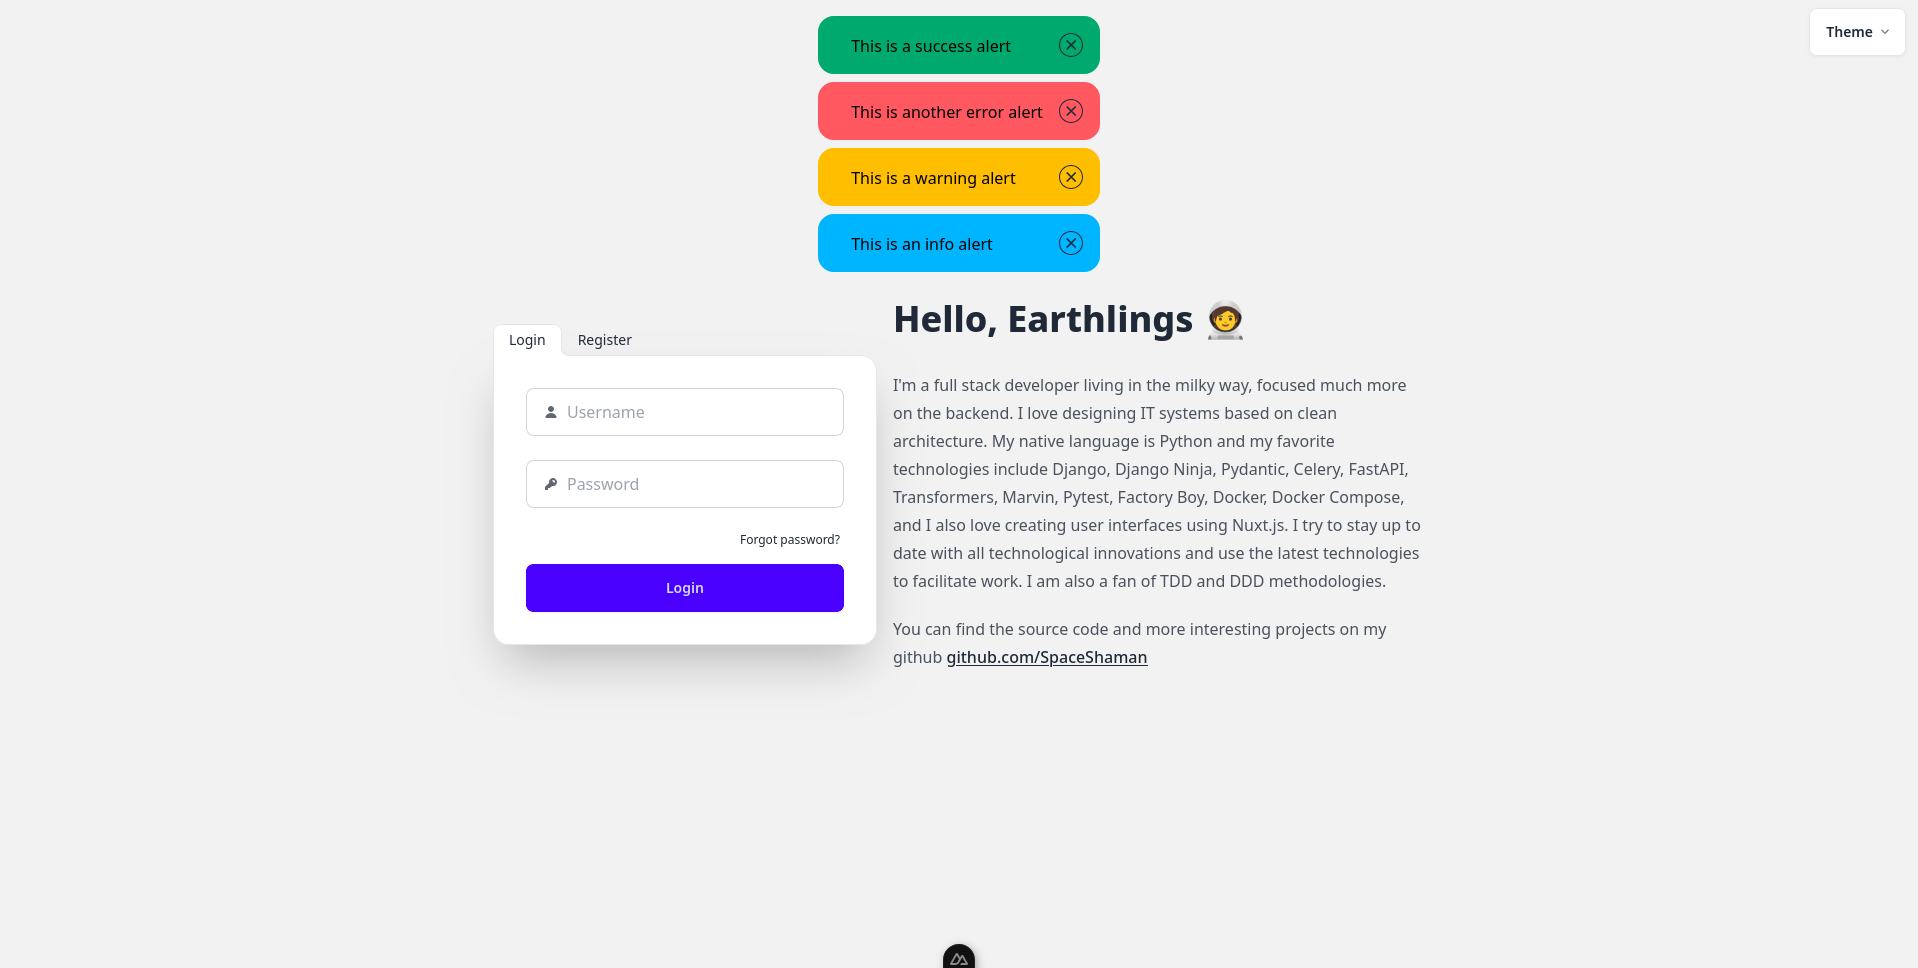 This is a success alert
This is another error alert
This is a warning alert
This is an info alert
Theme
Login
Register
Username
Password
Forgot password?
Login
Hello, Earthlings 👩‍🚀
I'm a full stack developer living in the milky way, focused much more
on the backend. I love designing IT systems based on clean
architecture. My native language is Python and my favorite
technologies include Django, Django Ninja, Pydantic, Celery, FastAPI,
Transformers, Marvin, Pytest, Factory Boy, Docker, Docker Compose,
and I also love creating user interfaces using Nuxt.js. I try to stay up to
date with all technological innovations and use the latest technologies
to facilitate work. I am also a fan of TDD and DDD methodologies.
You can find the source code and more interesting projects on my
github github.com/SpaceShaman